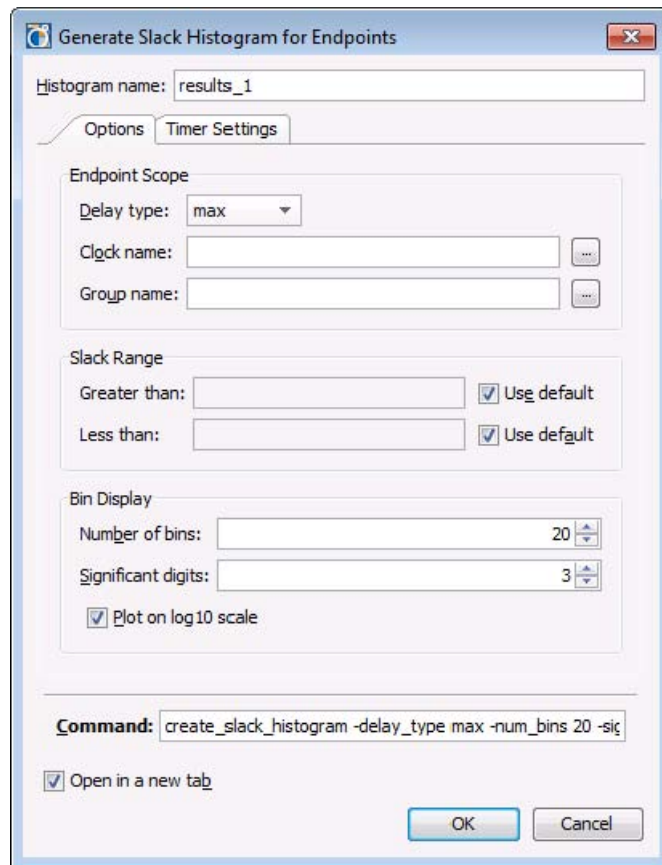 Generate Slack Histogram for Endpoints
Histogram name: results_1
Options Timer Settings
Endpoint Scope
Delay type: max
Clock name: ...
Group name: ...
Slack Range
Greater than: Use default
Less than: Use default
Bin Display
Number of bins: 20
Significant digits: 3
Plot on log10 scale
Command: create_slack_histogram -delay_type max -num_bins 20 -sig
Open in a new tab
OK Cancel